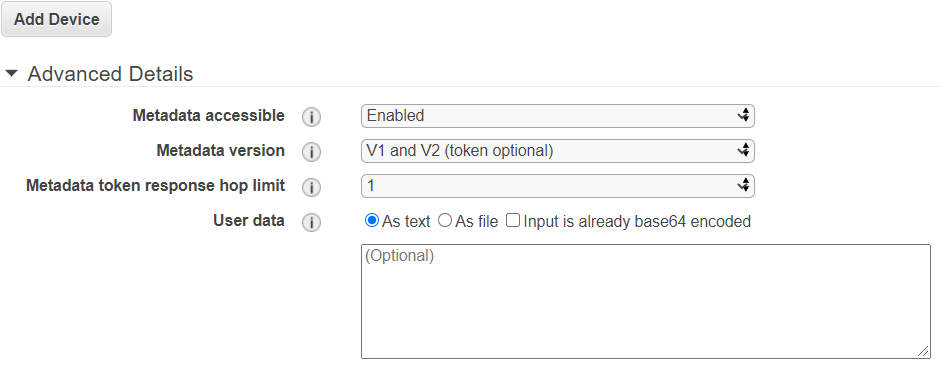 Add Device
Advanced Details
Metadata accessible i Enabled
Metadata version i V1 and V2 (token optional)
Metadata token response hop limit i 1
User data i As text As file Input is already base64 encoded
(Optional)